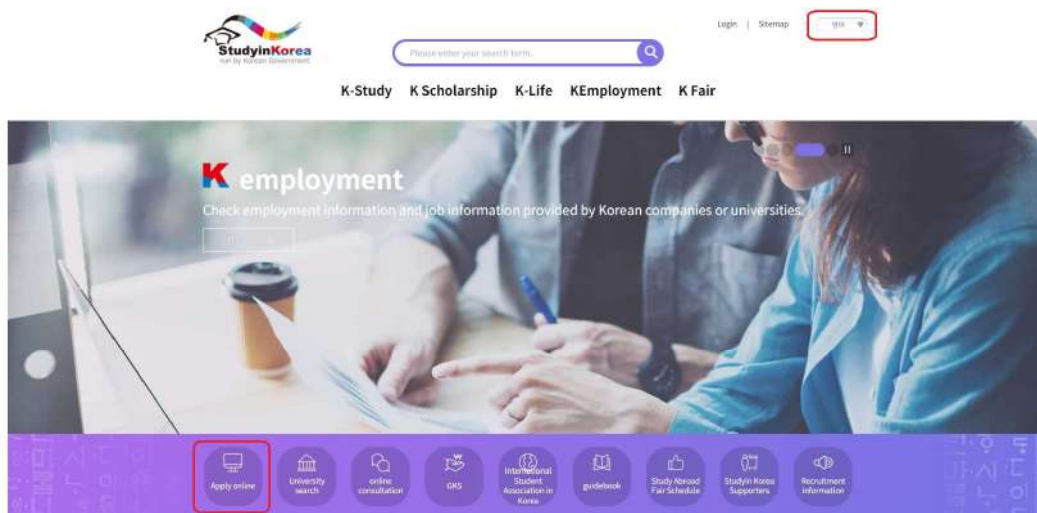 StudyinKorea
run by Korean Government
Please enter your search term.
Login | Sitemap
K-Study K Scholarship K-Life KEmployment K Fair
K employment
Check employment information and job information provided by Korean companies or universities.
Apply online
University
search
online
consultation
GKS
International
Student
Association in
Korea
guidebook
Study Abroad
Fair Schedule
Studyin Korea
Supporters
Recruitment
information